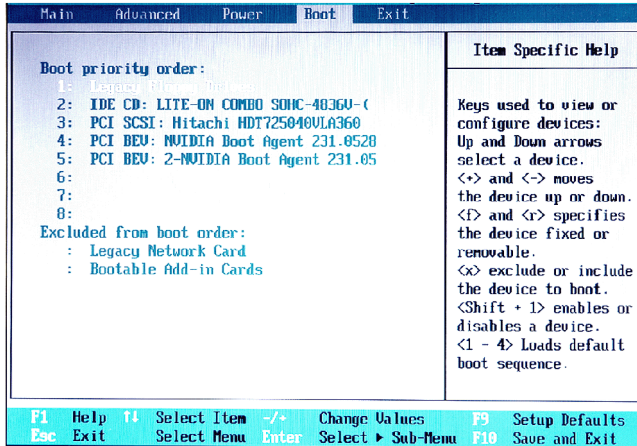 Main Advanced Power Boot Exit
Item Specific Help
Boot priority order:
1: Legacy Floppy Drives
2: IDE CD: LITE-ON COMBO SOHC-4836V-(
3: PCI SCSI: Hitachi HDT725040VLA360
4: PCI BEV: NVIDIA Boot Agent 231.0528
5: PCI BEV: 2-NVIDIA Boot Agent 231.05
6:
7:
8:
Excluded from boot order:
: Legacy Network Card
: Bootable Add-in Cards
Keys used to view or
configure devices:
Up and Down arrows
select a device.
<+> and <-> moves
the device up or down.
<f> and <r> specifies
the device fixed or
removable.
<x> exclude or include
the device to boot.
<Shift + 1> enables or
disables a device.
<1 - 4> Loads default
boot sequence.
F1 Help ↑↓ Select Item -/+ Change Values F9 Setup Defaults
Esc Exit Select Menu Enter Select ▶ Sub-Menu F10 Save and Exit